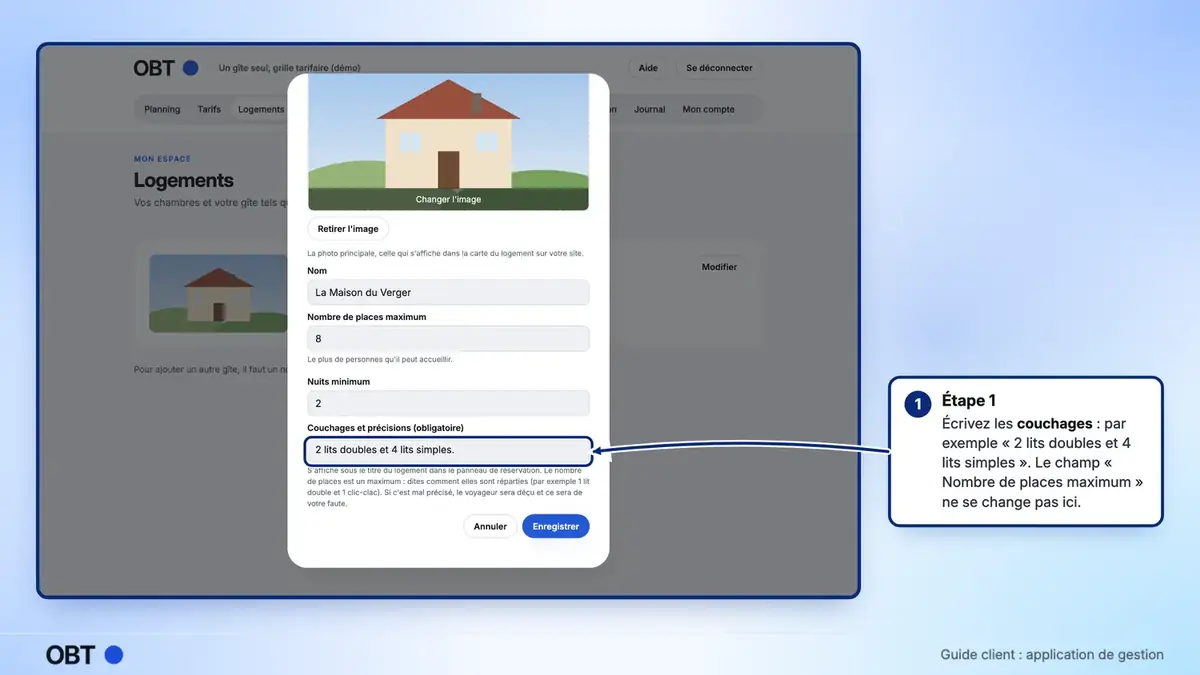 OBT
Un gîte seul, grille tarifaire (démo)
Aide
Se déconnecter
Planning
Tarifs
Logements
Journal
Mon compte
MON ESPACE
Logements
Vos chambres et votre gîte tels
Modifier
Pour ajouter un autre gîte, il faut un
Changer l'image
Retirer l'image
La photo principale, celle qui s'affiche dans la carte du logement sur votre site.
Nom
La Maison du Verger
Nombre de places maximum
8
Le plus de personnes qu'il peut accueillir.
Nuits minimum
2
Couchages et précisions (obligatoire)
2 lits doubles et 4 lits simples.
S'affiche sous le titre du logement dans le panneau de réservation. Le nombre
de places est un maximum : dites comment elles sont réparties (par exemple 1 lit
double et 1 clic-clac). Si c'est mal précisé, le voyageur sera déçu et ce sera de
votre faute.
Annuler
Enregistrer
1
Étape 1
Écrivez les couchages : par
exemple « 2 lits doubles et 4
lits simples ». Le champ «
Nombre de places maximum »
ne se change pas ici.
OBT
Guide client : application de gestion